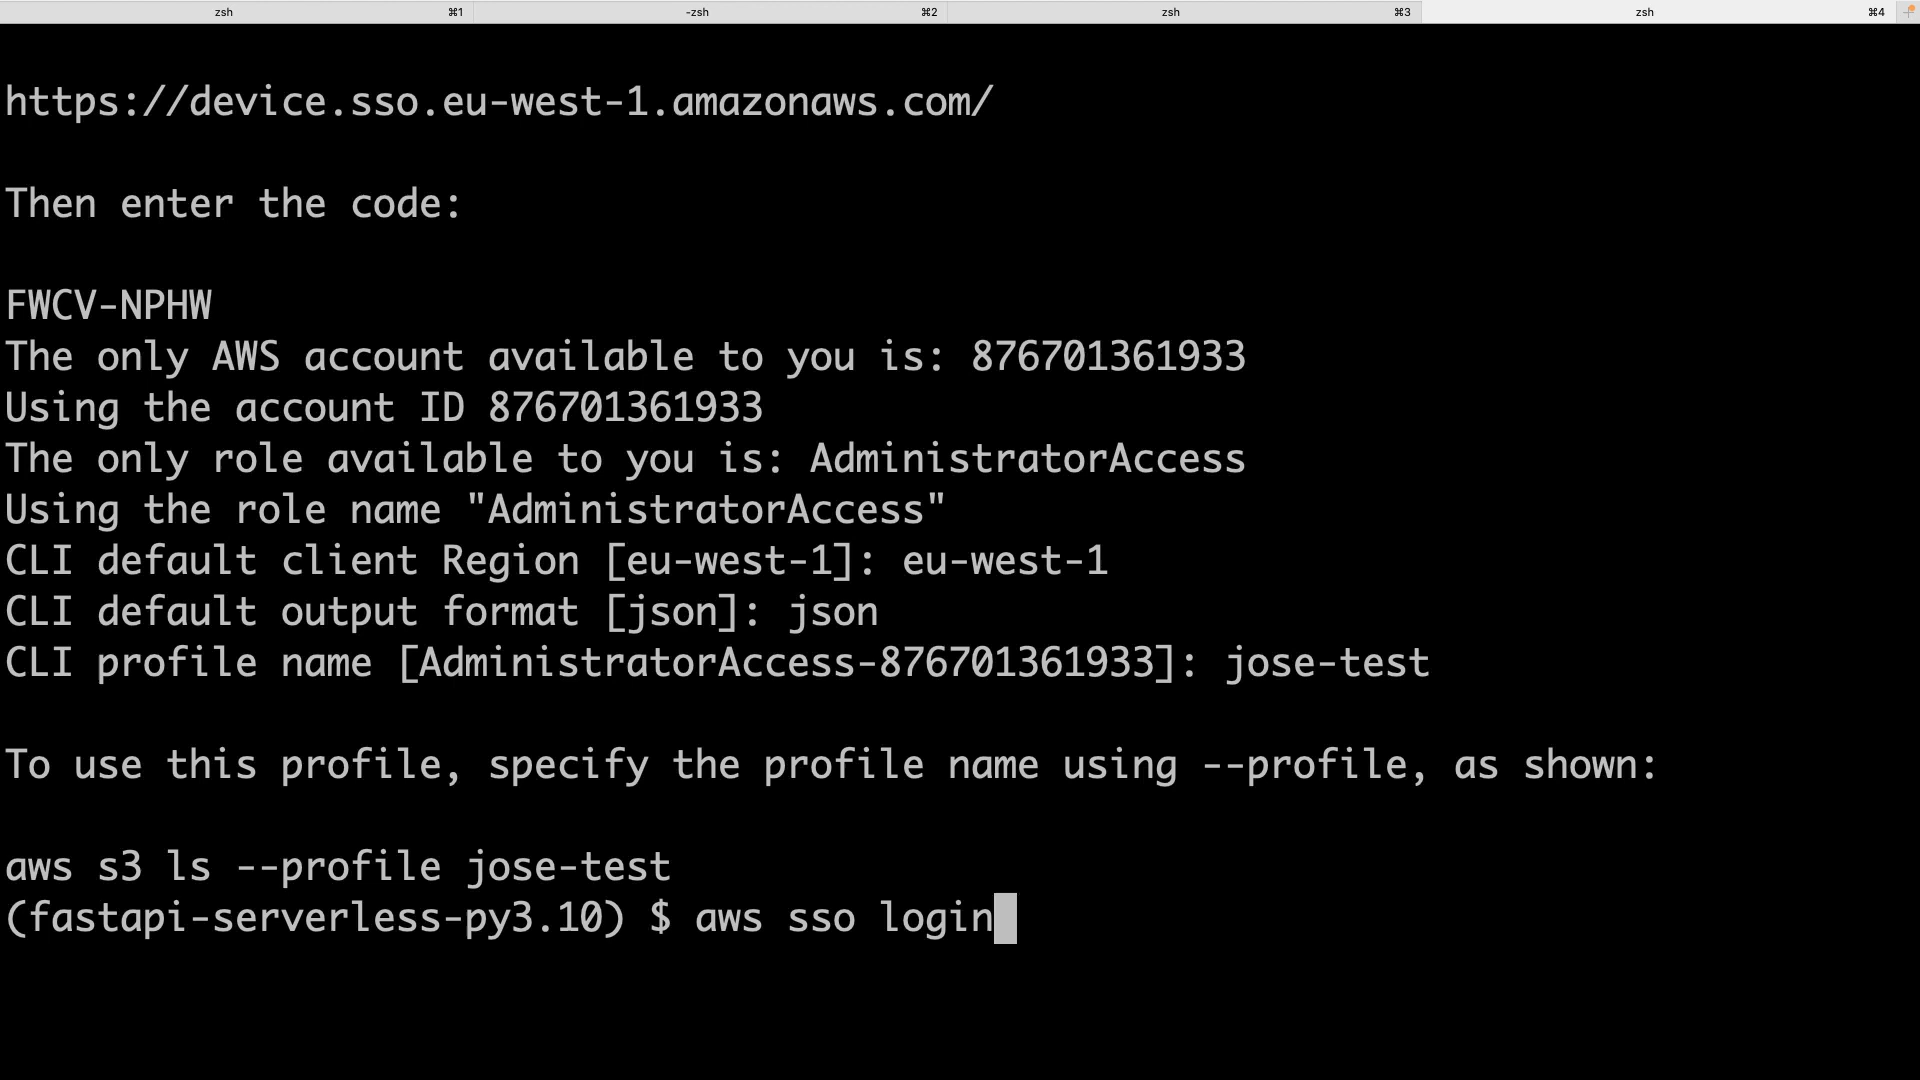 zsh ⌘1 -zsh ⌘2 zsh ⌘3 zsh ⌘4
https://device.sso.eu-west-1.amazonaws.com/
Then enter the code:
FWCV-NPHW
The only AWS account available to you is: 876701361933
Using the account ID 876701361933
The only role available to you is: AdministratorAccess
Using the role name "AdministratorAccess"
CLI default client Region [eu-west-1]: eu-west-1
CLI default output format [json]: json
CLI profile name [AdministratorAccess-876701361933]: jose-test
To use this profile, specify the profile name using --profile, as shown:
aws s3 ls --profile jose-test
(fastapi-serverless-py3.10) $ aws sso login